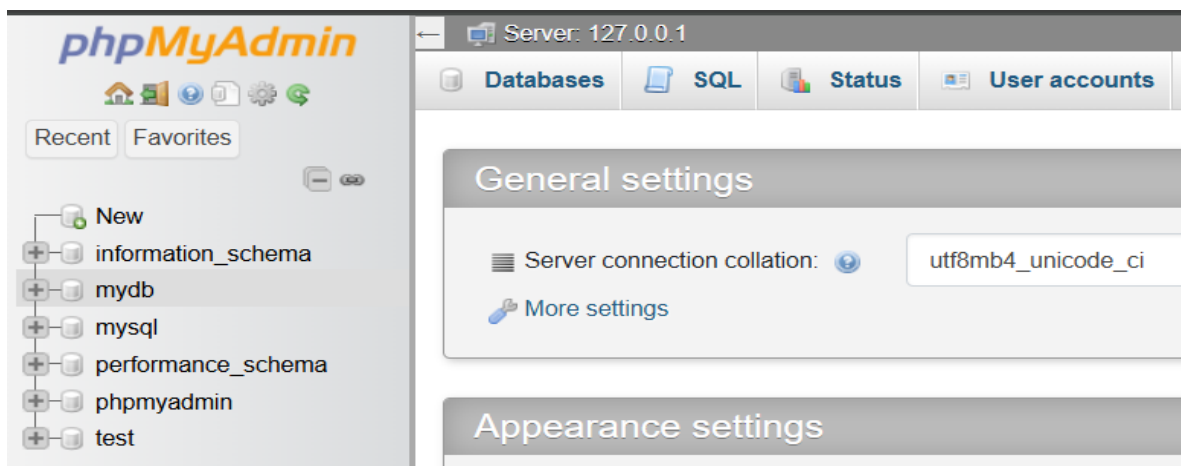 phpMyAdmin
Recent Favorites
New
information_schema
mydb
mysql
performance_schema
phpmyadmin
test
Server: 127.0.0.1
Databases SQL Status User accounts
General settings
Server connection collation: utf8mb4_unicode_ci
More settings
Appearance settings